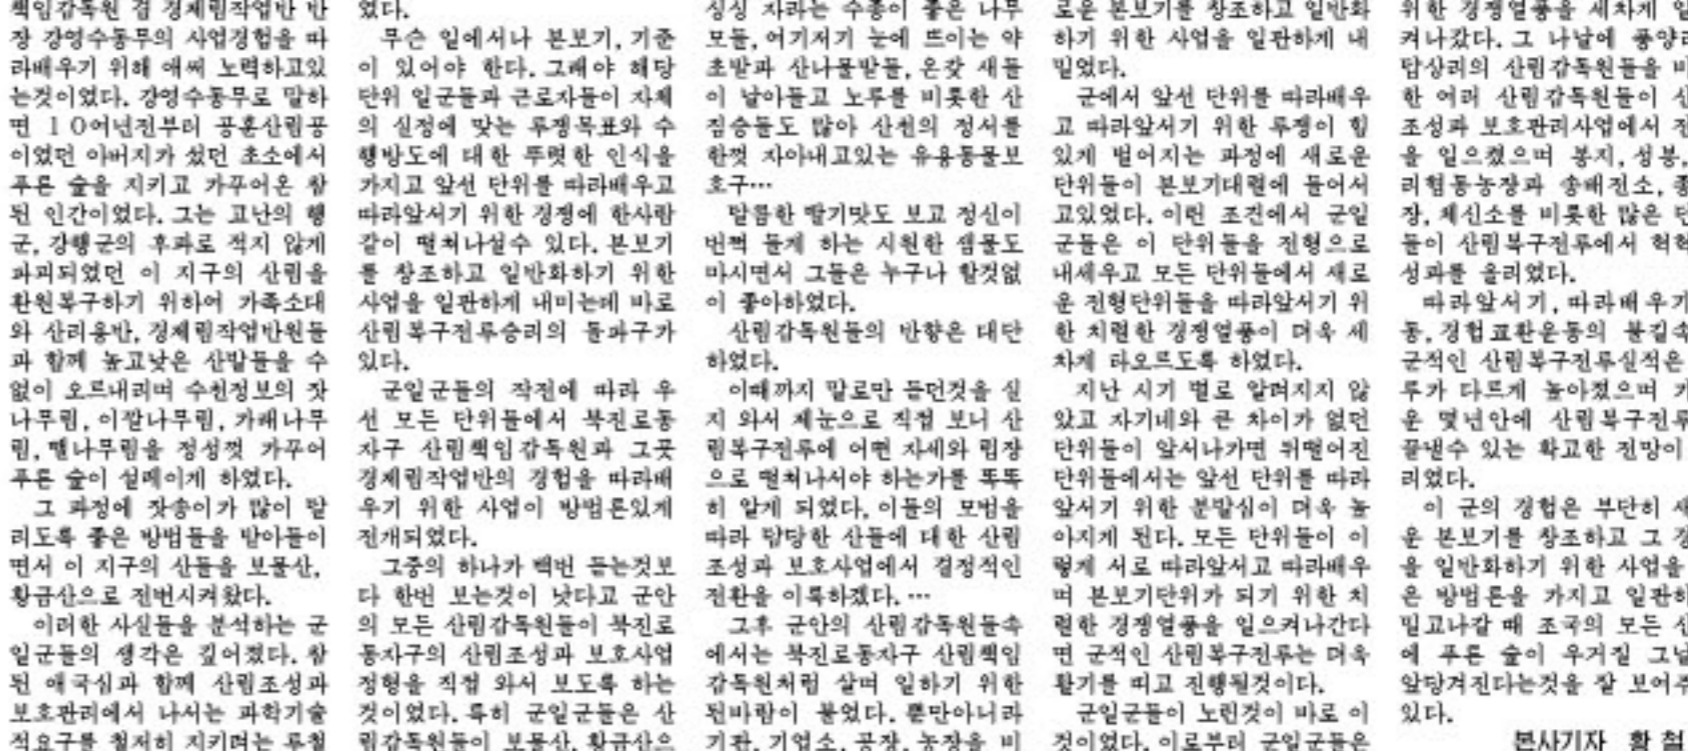 책임감독원 겸 경제림작업반 반
장 강영수동무의 사업경험을 따
라배우기 위해 애써 노력하고있
는것이였다. 강영수동무로 말하
면 10여년전부터 공훈산림공
이였던 아버지가 섰던 초소에서
푸른 숲을 지키고 가꾸어온 참
된 인간이였다. 그는 고난의 행
군, 강행군의 후과로 적지 않게
파괴되였던 이 지구의 산림을
환원복구하기 위하여 가족소대
와 산리용반, 경제림작업반원들
과 함께 높고낮은 산발들을 수
없이 오르내리며 수천정보의 잣
나무림, 이깔나무림, 가래나무
림, 밤나무림을 정성껏 가꾸어
푸른 숲이 설레이게 하였다.
그 과정에 잣송이가 많이 달
리도록 좋은 방법들을 받아들이
면서 이 지구의 산들을 보물산,
황금산으로 전변시켜왔다.
이러한 사실들을 분석하는 군
일군들의 생각은 깊어졌다. 참
된 애국심과 함께 산림조성과
보호관리에서 나서는 과학기술
적요구를 철저히 지키려는 투철
였다.
무슨 일에서나 본보기, 기준
이 있어야 한다. 그래야 해당
단위 일군들과 근로자들이 자체
의 실정에 맞는 투쟁목표와 수
행방도에 대한 뚜렷한 인식을
가지고 앞선 단위를 따라배우고
따라앞서기 위한 경쟁에 한사람
같이 떨쳐나설수 있다. 본보기
를 창조하고 일반화하기 위한
사업을 일판하게 내미는데 바로
산림복구전투승리의 돌파구가
있다.
군일군들의 작전에 따라 우
선 모든 단위들에서 북진로동
자구 산림책임감독원과 그곳
경제림작업반의 경험을 따라배
우기 위한 사업이 방법론있게
전개되였다.
그중의 하나가 백번 듣는것보
다 한번 보는것이 낫다고 군안
의 모든 산림감독원들이 북진로
동자구의 산림조성과 보호사업
정형을 직접 와서 보도록 하는
것이였다. 특히 군일군들은 산
림감독원들이 보물산, 황금산으
싱싱 자라는 수종이 좋은 나무
모들, 여기저기 눈에 뜨이는 약
초밭과 산나물밭들, 온갖 새들
이 날아들고 노루를 비롯한 산
짐승들도 많아 산천의 정서를
한껏 자아내고있는 유용동물보
호구…
달콤한 딸기맛도 보고 정신이
번쩍 들게 하는 시원한 샘물도
마시면서 그들은 누구나 할것없
이 좋아하였다.
산림감독원들의 반향은 대단
하였다.
이때까지 말로만 듣던것을 실
지 와서 제눈으로 직접 보니 산
림복구전투에 어떤 자세와 립장
으로 떨쳐나서야 하는가를 똑똑
히 알게 되였다. 이들의 모범을
따라 담당한 산들에 대한 산림
조성과 보호사업에서 결정적인
전환을 이룩하겠다. …
그후 군안의 산림감독원들속
에서는 북진로동자구 산림책임
감독원처럼 살며 일하기 위한
된바람이 불었다. 뿐만아니라
기관, 기업소, 공장, 농장을 비
로운 본보기를 창조하고 일반화
하기 위한 사업을 일판하게 내
밀었다.
군에서 앞선 단위를 따라배우
고 따라앞서기 위한 투쟁이 힘
있게 벌어지는 과정에 새로운
단위들이 본보기대렬에 들어서
고있었다. 이런 조건에서 군일
군들은 이 단위들을 전형으로
내세우고 모든 단위들에서 새로
운 전형단위들을 따라앞서기 위
한 치렬한 경쟁열풍이 더욱 세
차게 타오르도록 하였다.
지난 시기 별로 알려지지 않
았고 자기네와 큰 차이가 없던
단위들이 앞서나가면 뒤떨어진
단위들에서는 앞선 단위를 따라
앞서기 위한 분발심이 더욱 높
아지게 된다. 모든 단위들이 이
렇게 서로 따라앞서고 따라배우
며 본보기단위가 되기 위한 치
렬한 경쟁열풍을 일으켜나간다
면 군적인 산림복구전투는 더욱
활기를 띠고 진행될것이다.
군일군들이 노린것이 바로 이
것이였다. 이로부터 군일군들은
위한 경쟁열풍을 세차게 일
켜나갔다. 그 나날에 풍양리
답상리의 산림감독원들을 비
한 여러 산림감독원들이 산
조성과 보호관리사업에서 전
을 일으켰으며 봉지, 성봉,
리협동농장과 송배전소,
장, 체신소를 비롯한 많은 단
들이 산림복구전투에서 혁혁
성과를 올리였다.
따라앞서기, 따라배우기
동, 경험교환운동의 불길속
군적인 산림복구전투실적은
루가 다르게 높아졌으며
운 몇년안에 산림복구전투
끝낼수 있는 확고한 전망이
리였다.
이 군의 경험은 부단히 새
운 본보기를 창조하고 그 경
을 일반화하기 위한 사업을
은 방법론을 가지고 일판하
밀고나갈 때 조국의 모든 산
에 푸른 숲이 우거질 그날
앞당겨진다는것을 잘 보여주
있다.
본사기자 황철